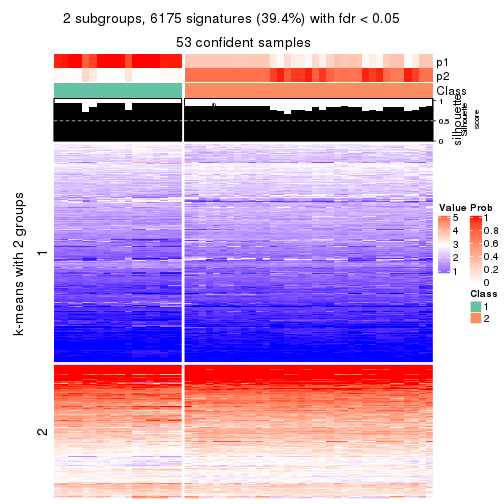 2 subgroups, 6175 signatures (39.4%) with fdr < 0.05
53 confident samples
p1
p2
Class
1
0.5
0
silhouette
Silhouette
score
k-means with 2 groups
1
2
Value
5
4
3
2
1
Prob
1
0.8
0.6
0.4
0.2
0
Class
1
2